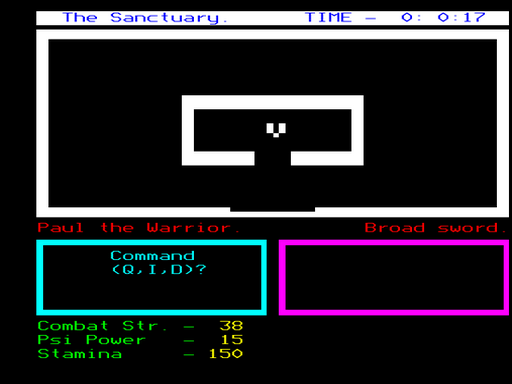 The Sanctuary. TIME - 0: 0:17
Paul the Warrior. Broad sword.
Command
(Q,I,D)?
Combat Str. - 38
Psi Power - 15
Stamina - 150